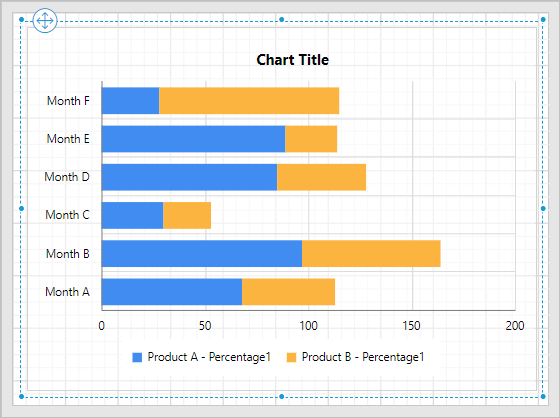 Chart Title
Month F
Month E
Month D
Month C
Month B
Month A
0 50 100 150 200
Product A - Percentage1 Product B - Percentage1